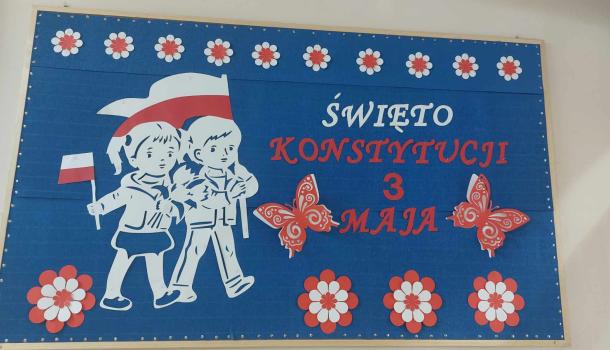 ŚWIĘTO
KONSTYTUCJI
3
MAJA